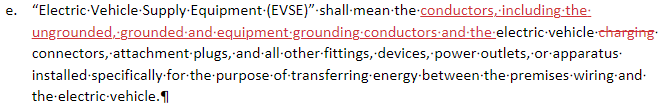 e. “Electric Vehicle Supply Equipment (EVSE)” shall mean the conductors, including the
ungrounded, grounded and equipment grounding conductors and the electric vehicle charging
connectors, attachment plugs, and all other fittings, devices, power outlets, or apparatus
installed specifically for the purpose of transferring energy between the premises wiring and
the electric vehicle.¶